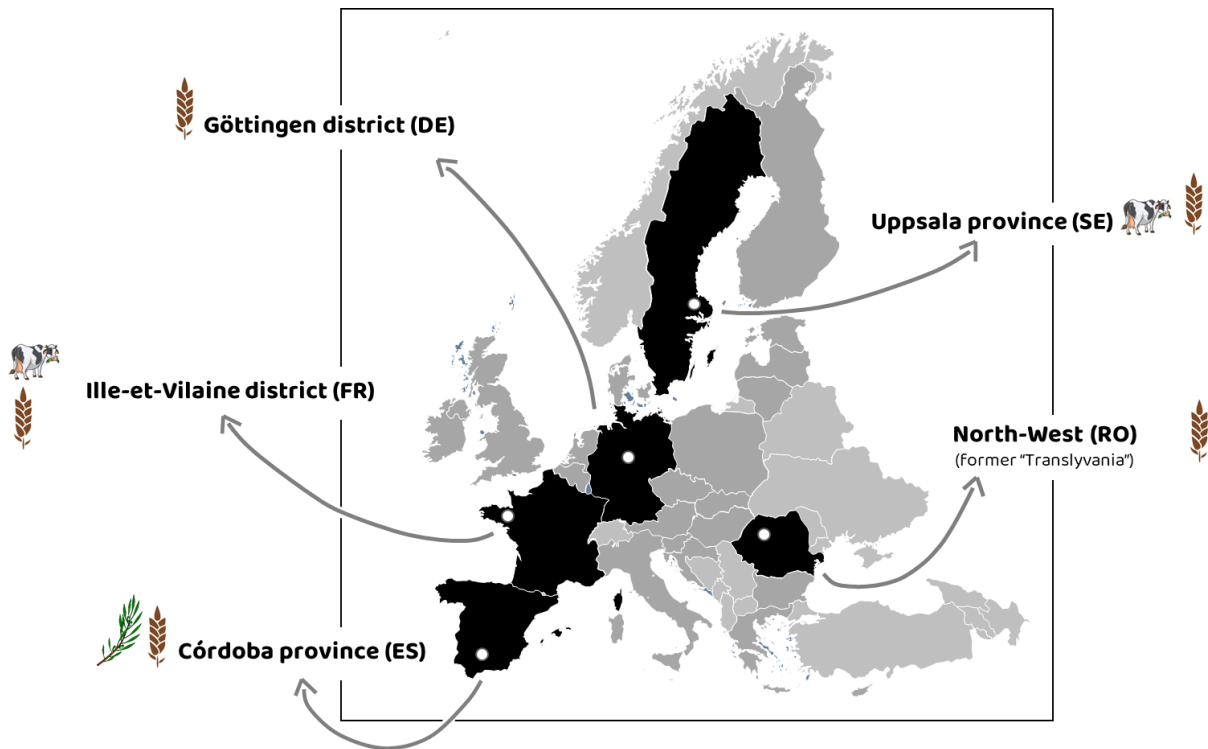 Göttingen district (DE)
Uppsala province (SE)
Ille-et-Vilaine district (FR)
North-West (RO)
(former "Translyvania")
Córdoba province (ES)